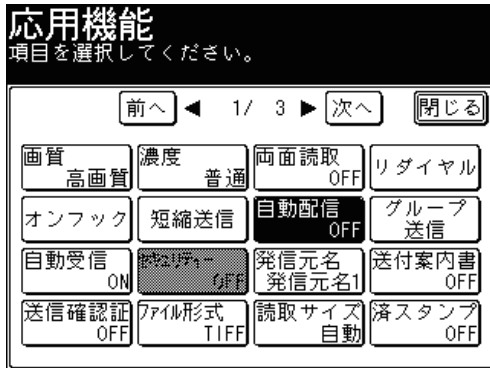 応用機能
項目を選択してください。
前へ ◀ 1/ 3 ▶ 次へ 閉じる
画質 濃度 両面読取 リダイヤル
高画質 普通 OFF
オンフック 短縮送信 自動配信 グループ
OFF 送信
自動受信 ｾｷｭﾘﾃｨｰ 発信元名 送付案内書
ON OFF 発信元名1 OFF
送信確認証 ﾌｧｲﾙ形式 読取サイズ 済スタンプ
OFF TIFF 自動 OFF